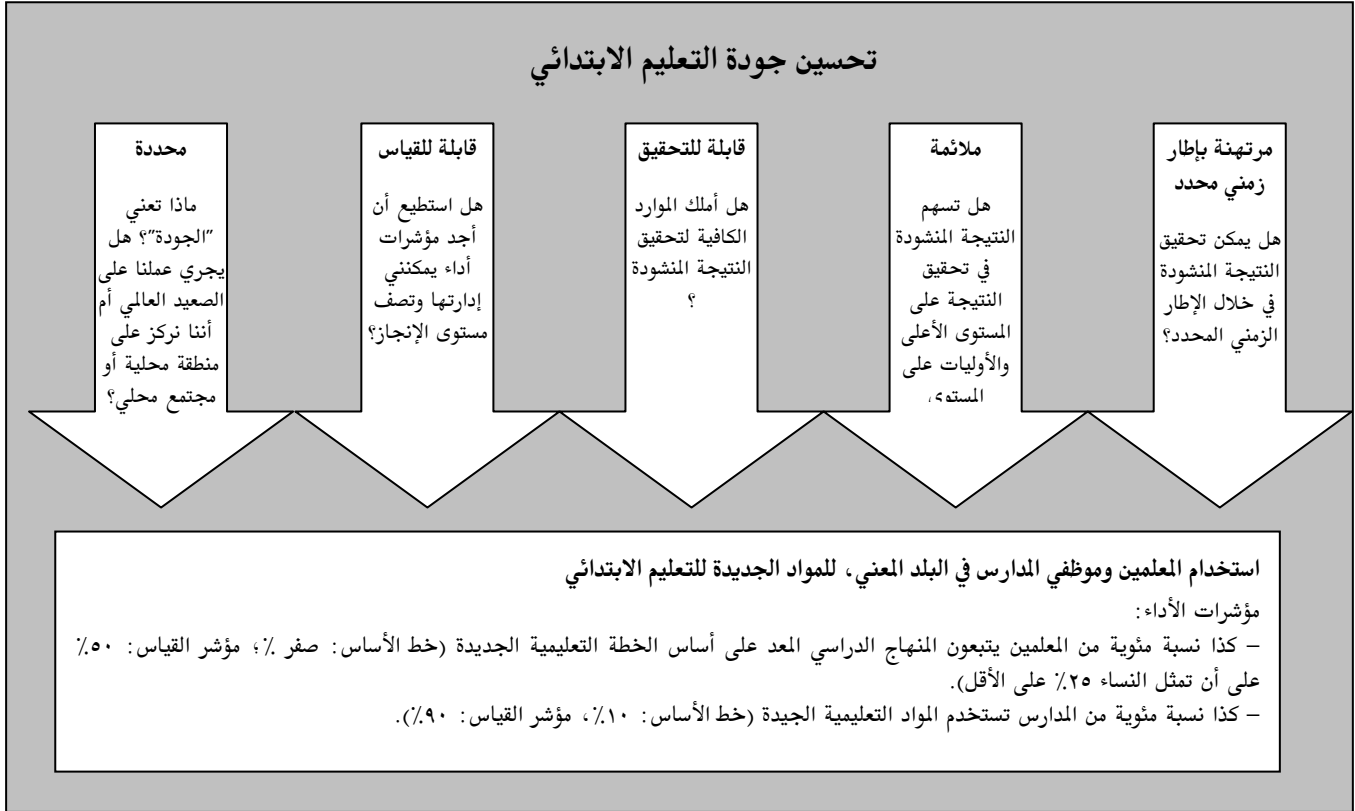 تحسين جودة التعليم الابتدائي
مرتهنة بإطار
زمني محدد
هل يمكن تحقيق
النتيجة المنشودة
في خلال الإطار
الزمني المحدد؟
ملائمة
هل تسهم
النتيجة المنشودة
في تحقيق
النتيجة على
المستوى الأعلى
والأوليات على
المستوى
قابلة للتحقيق
هل أملك الموارد
الكافية لتحقيق
النتيجة المنشودة
؟
قابلة للقياس
هل استطيع أن
أجد مؤشرات
أداء يمكنني
إدارتها وتصف
مستوى الإنجاز؟
محددة
ماذا تعني
"الجودة"؟ هل
يجري عملنا على
الصعيد العالمي أم
أننا نركز على
منطقة محلية أو
مجتمع محلي؟
استخدام المعلمين وموظفي المدارس في البلد المعني، للمواد الجديدة للتعليم الابتدائي
مؤشرات الأداء:
– كذا نسبة مئوية من المعلمين يتبعون المنهاج الدراسي المعد على أساس الخطة التعليمية الجديدة (خط الأساس: صفر ٪؛ مؤشر القياس: ٥٠٪
على أن تمثل النساء ٢٥٪ على الأقل).
– كذا نسبة مئوية من المدارس تستخدم المواد التعليمية الجيدة (خط الأساس: ١٠٪، مؤشر القياس: ٩٠٪).